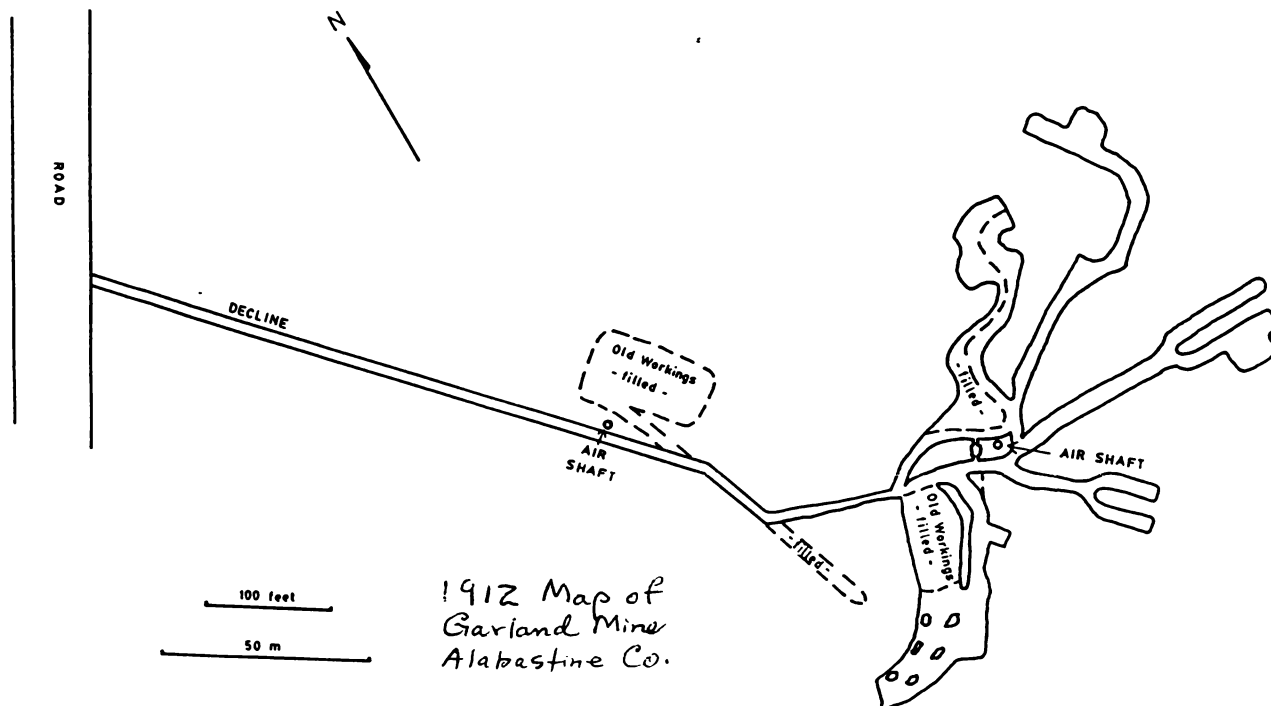 N
ROAD
DECLINE
Old Workings
- filled -
AIR
SHAFT
- filled -
AIR SHAFT
Old Workings
- filled -
- filled -
100 feet
50 m
1912 Map of
Garland Mine
Alabastine Co.